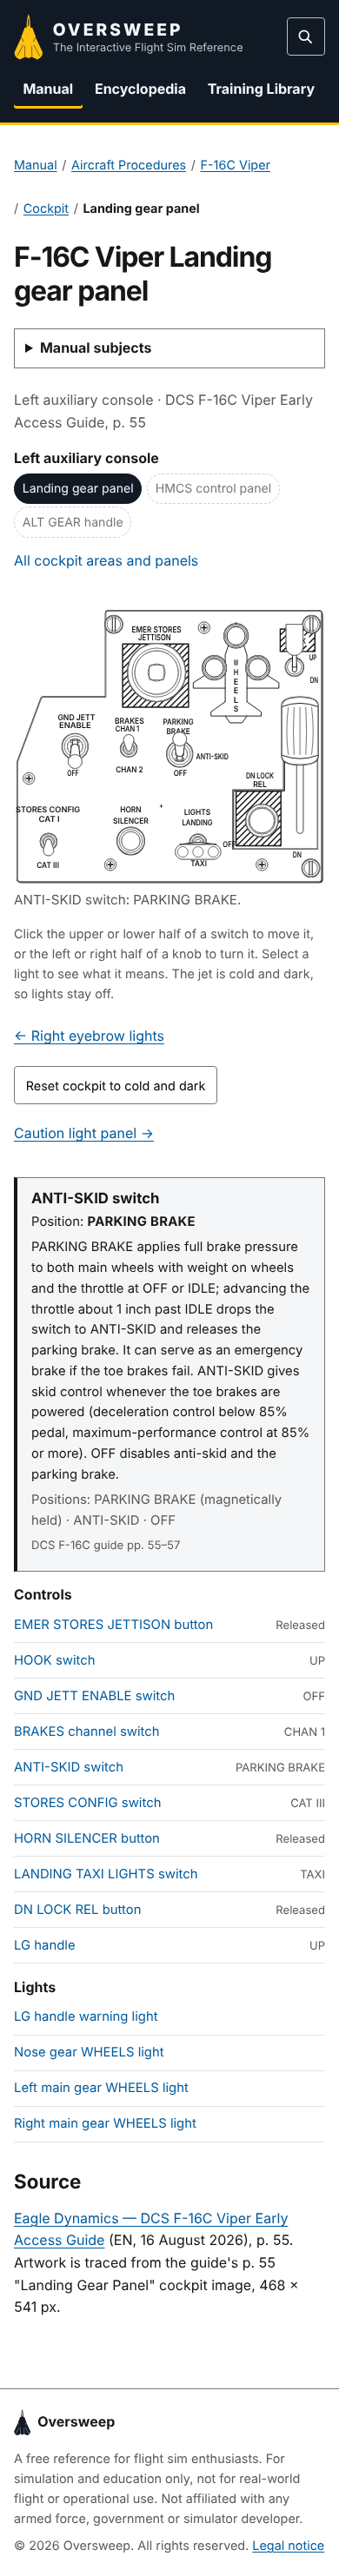 OVERSWEEP
The Interactive Flight Sim Reference
Manual Encyclopedia Training Library
Manual / Aircraft Procedures / F-16C Viper
/ Cockpit / Landing gear panel
F-16C Viper Landing
gear panel
▶ Manual subjects
Left auxiliary console · DCS F-16C Viper Early
Access Guide, p. 55
Left auxiliary console
Landing gear panel HMCS control panel
ALT GEAR handle
All cockpit areas and panels
EMER STORES
JETTISON
W
H
E
E
L
S
UP
DN
GND JETT
ENABLE
OFF
BRAKES
CHAN 1
CHAN 2
PARKING
BRAKE
ANTI-SKID
OFF
DN LOCK
REL
STORES CONFIG
CAT I
CAT III
HORN
SILENCER
+
LIGHTS
LANDING
OFF
TAXI
DN
ANTI-SKID switch: PARKING BRAKE.
Click the upper or lower half of a switch to move it,
or the left or right half of a knob to turn it. Select a
light to see what it means. The jet is cold and dark,
so lights stay off.
← Right eyebrow lights
Reset cockpit to cold and dark
Caution light panel →
ANTI-SKID switch
Position: PARKING BRAKE
PARKING BRAKE applies full brake pressure
to both main wheels with weight on wheels
and the throttle at OFF or IDLE; advancing the
throttle about 1 inch past IDLE drops the
switch to ANTI-SKID and releases the
parking brake. It can serve as an emergency
brake if the toe brakes fail. ANTI-SKID gives
skid control whenever the toe brakes are
powered (deceleration control below 85%
pedal, maximum-performance control at 85%
or more). OFF disables anti-skid and the
parking brake.
Positions: PARKING BRAKE (magnetically
held) · ANTI-SKID · OFF
DCS F-16C guide pp. 55–57
Controls
EMER STORES JETTISON button Released
HOOK switch UP
GND JETT ENABLE switch OFF
BRAKES channel switch CHAN 1
ANTI-SKID switch PARKING BRAKE
STORES CONFIG switch CAT III
HORN SILENCER button Released
LANDING TAXI LIGHTS switch TAXI
DN LOCK REL button Released
LG handle UP
Lights
LG handle warning light
Nose gear WHEELS light
Left main gear WHEELS light
Right main gear WHEELS light
Source
Eagle Dynamics — DCS F-16C Viper Early
Access Guide (EN, 16 August 2026), p. 55.
Artwork is traced from the guide's p. 55
"Landing Gear Panel" cockpit image, 468 ×
541 px.
Oversweep
A free reference for flight sim enthusiasts. For
simulation and education only, not for real-world
flight or operational use. Not affiliated with any
armed force, government or simulator developer.
© 2026 Oversweep. All rights reserved. Legal notice